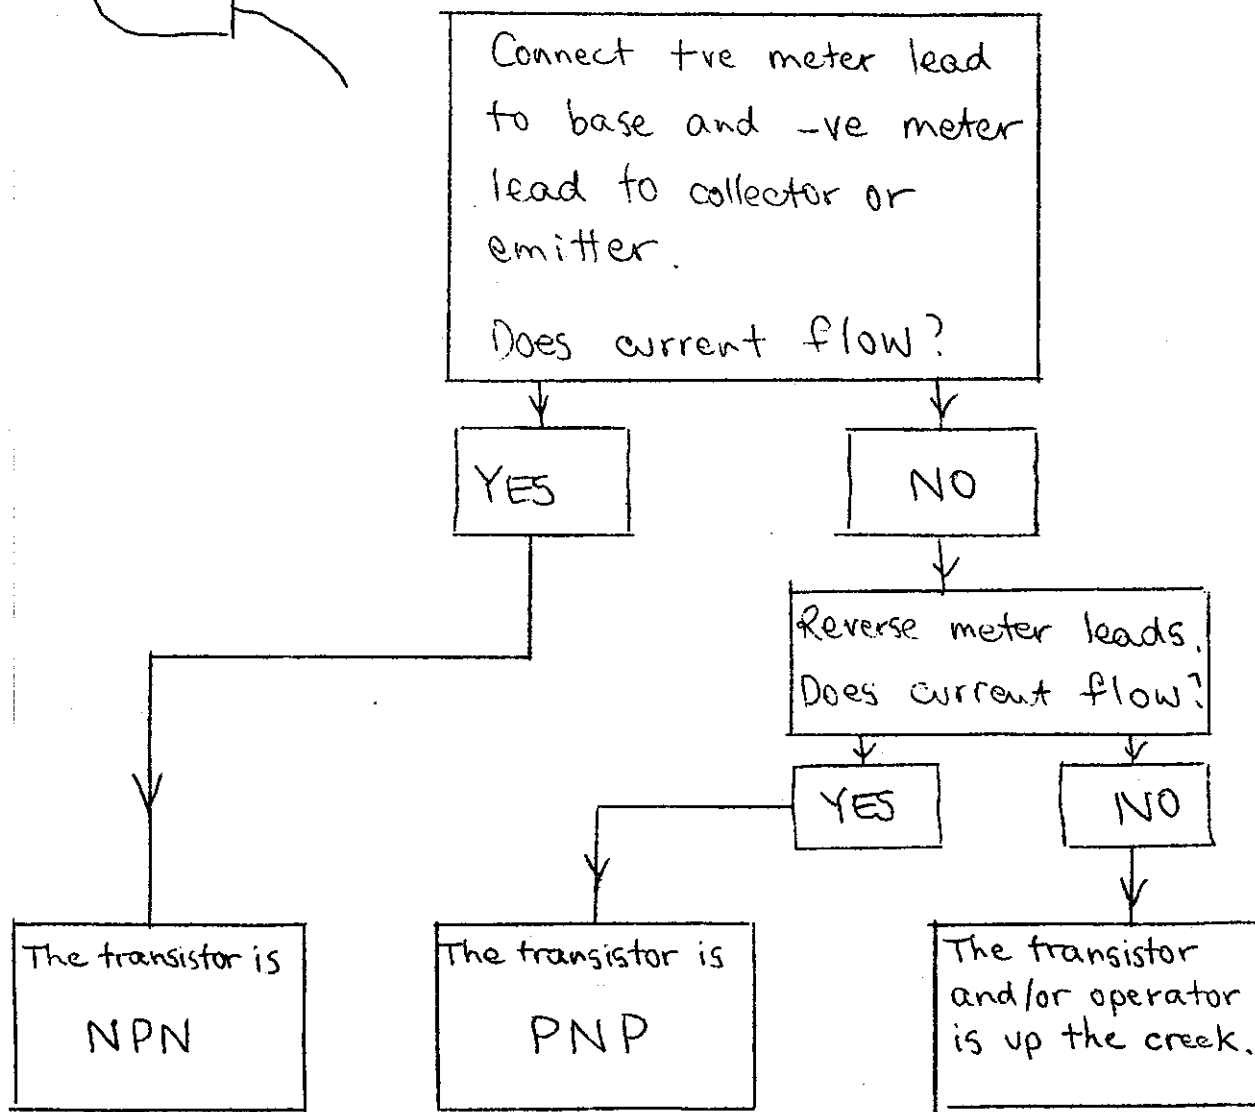 Connect +ve meter lead
to base and -ve meter
lead to collector or
emitter.
Does current flow?
YES
NO
Reverse meter leads.
Does current flow?
YES
NO
The transistor is
NPN
The transistor is
PNP
The transistor
and/or operator
is up the creek.